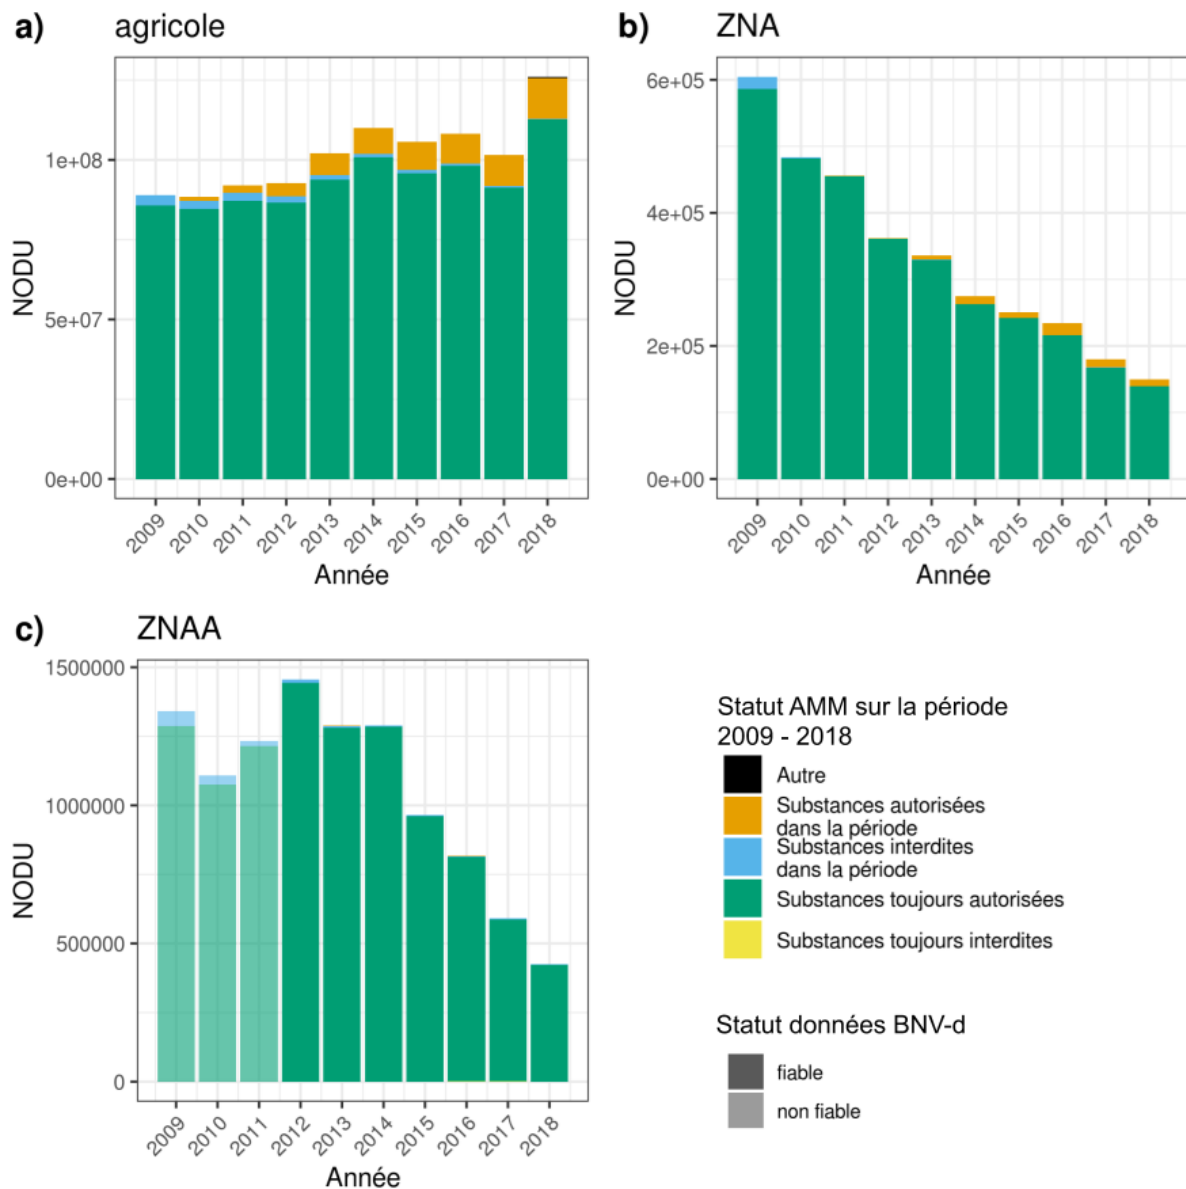 a) agricole
NODU
1e+08
5e+07
0e+00
2009 2010 2011 2012 2013 2014 2015 2016 2017 2018
Année
b) ZNA
NODU
6e+05
4e+05
2e+05
0e+00
2009 2010 2011 2012 2013 2014 2015 2016 2017 2018
Année
c) ZNAA
NODU
1500000
1000000
500000
0
2009 2010 2011 2012 2013 2014 2015 2016 2017 2018
Année
Statut AMM sur la période
2009 - 2018
Autre
Substances autorisées
dans la période
Substances interdites
dans la période
Substances toujours autorisées
Substances toujours interdites
Statut données BNV-d
fiable
non fiable